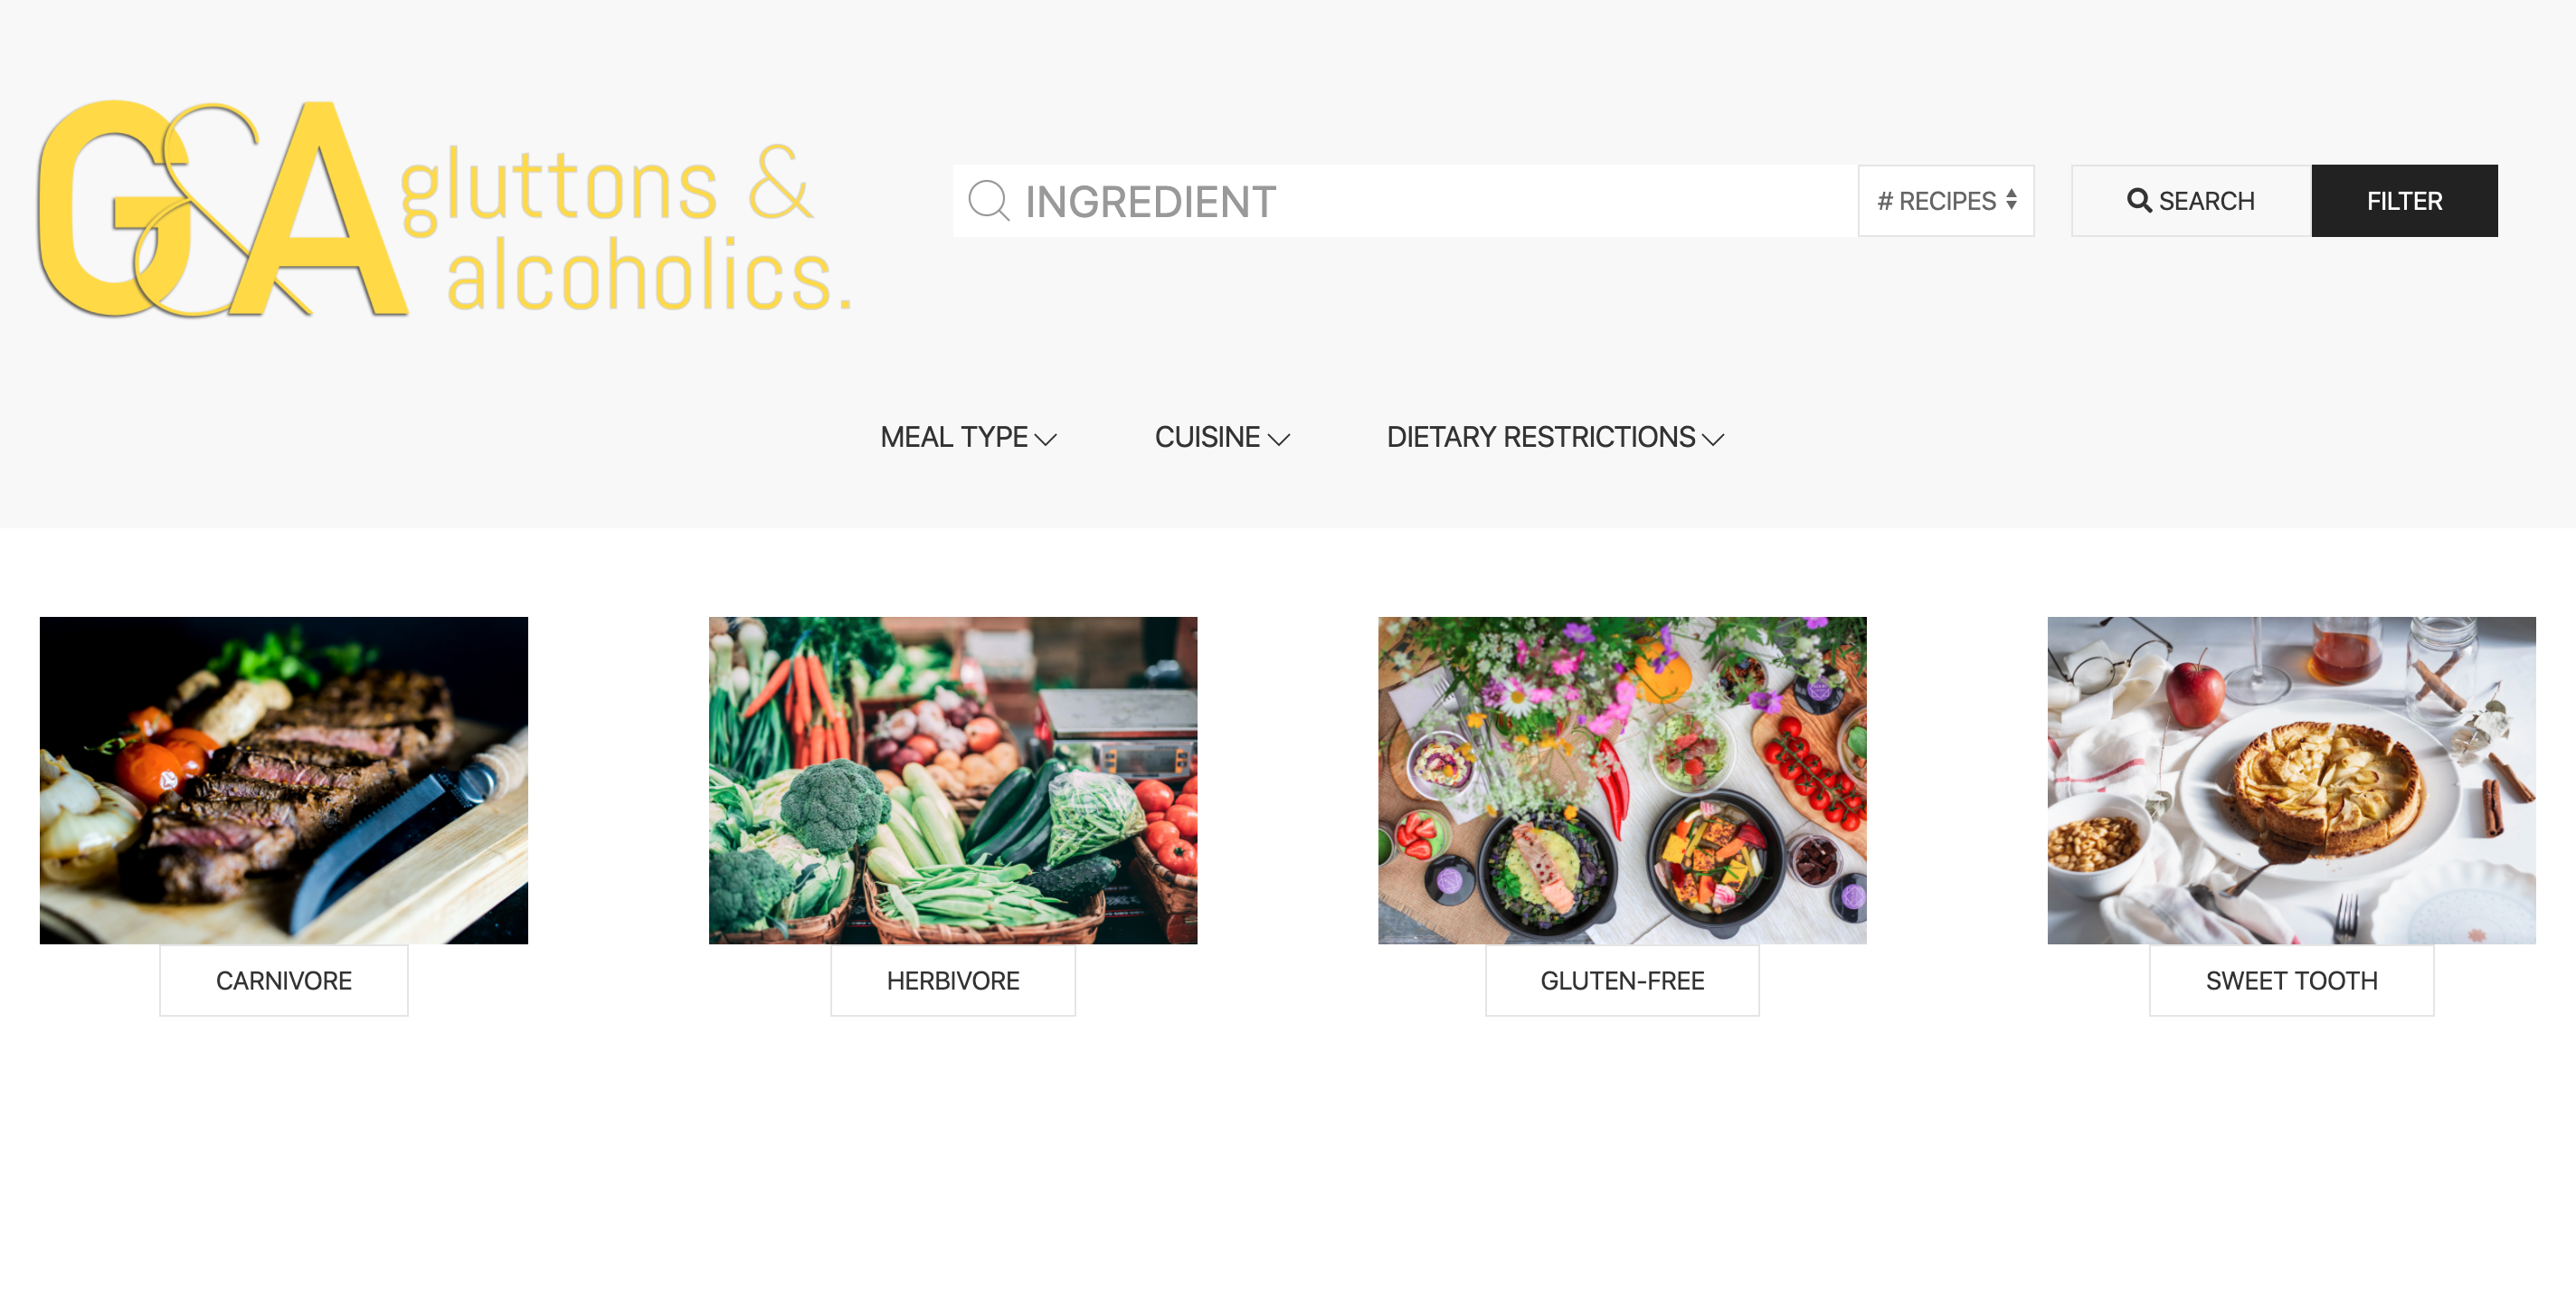 G&A gluttons &
alcoholics.
INGREDIENT
# RECIPES
SEARCH
FILTER
MEAL TYPE
CUISINE
DIETARY RESTRICTIONS
CARNIVORE
HERBIVORE
GLUTEN-FREE
SWEET TOOTH